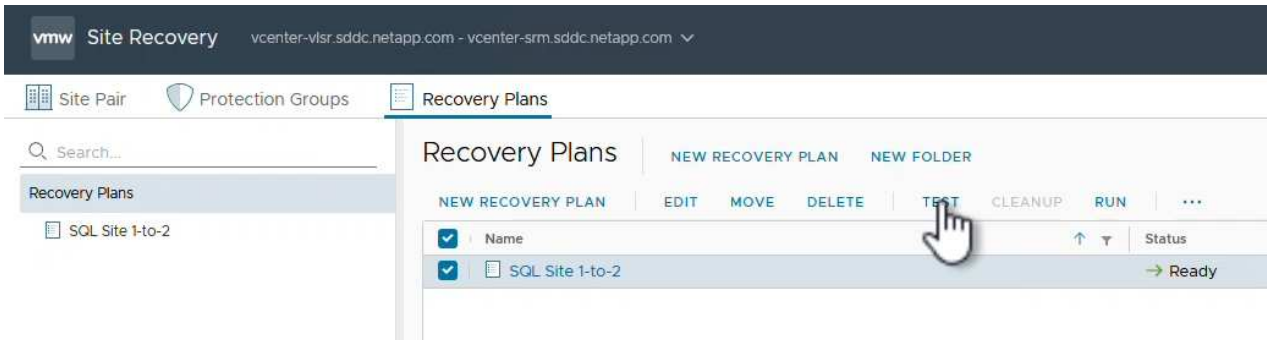 vmw Site Recovery vcenter-vlsr.sddc.netapp.com - vcenter-srm.sddc.netapp.com
Site Pair Protection Groups Recovery Plans
Search...
Recovery Plans
SQL Site 1-to-2
Recovery Plans NEW RECOVERY PLAN NEW FOLDER
NEW RECOVERY PLAN EDIT MOVE DELETE TEST CLEANUP RUN ...
Name Status
SQL Site 1-to-2 Ready